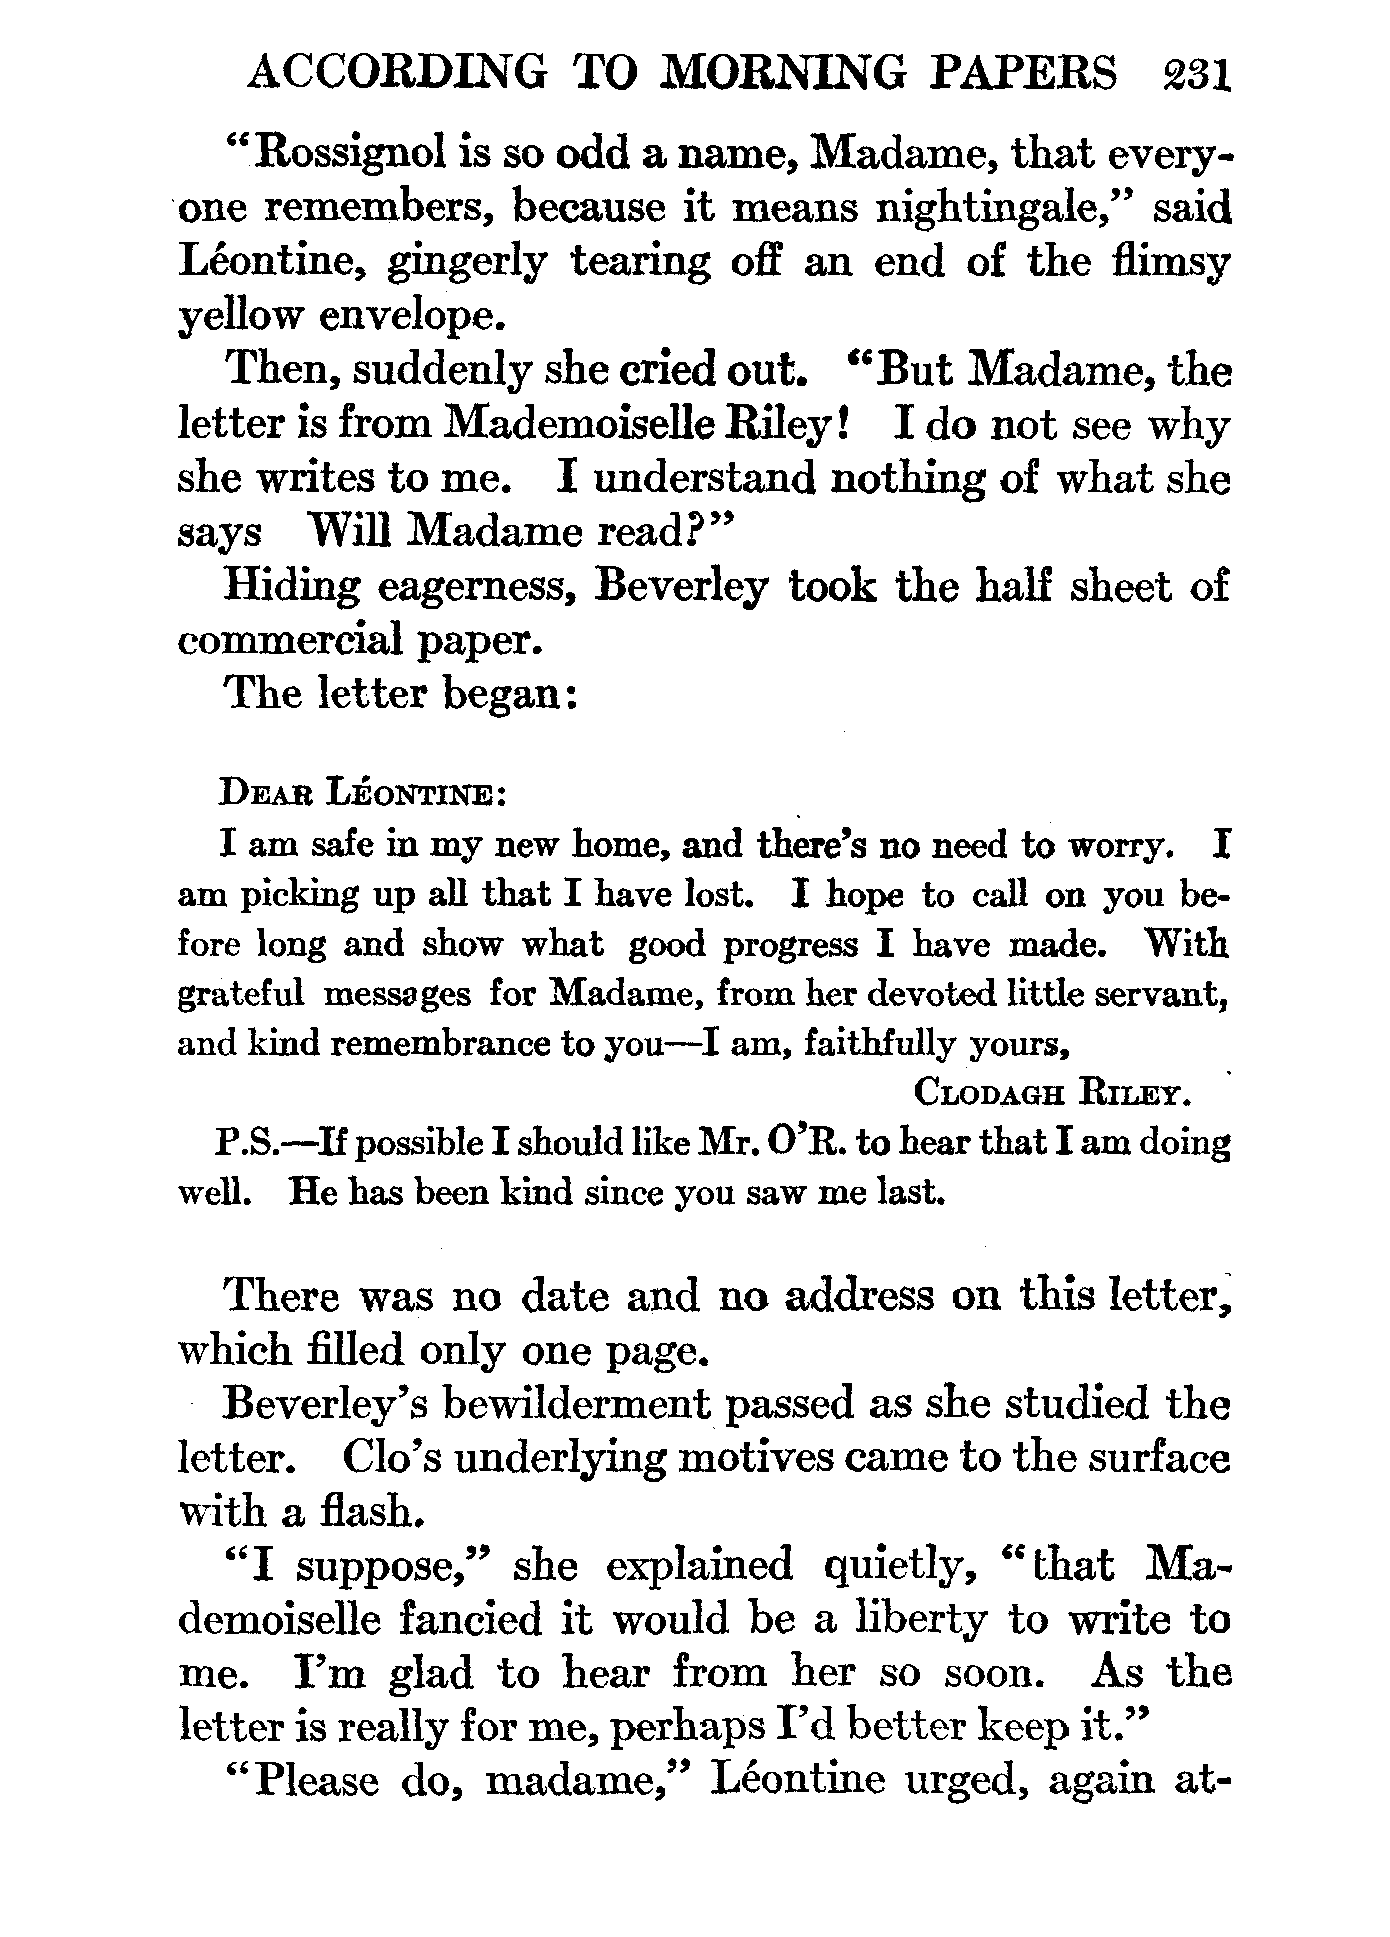 ACCORDING TO MORNING PAPERS 231
“Rossignol is so odd a name, Madame, that every-
one remembers, because it means nightingale,” said
Léontine, gingerly tearing off an end of the flimsy
yellow envelope.
Then, suddenly she cried out. “But Madame, the
letter is from Mademoiselle Riley! I do not see why
she writes to me. I understand nothing of what she
says Will Madame read?”
Hiding eagerness, Beverley took the half sheet of
commercial paper.
The letter began:
DEAR LÉONTINE:
I am safe in my new home, and there’s no need to worry. I
am picking up all that I have lost. I hope to call on you be-
fore long and show what good progress I have made. With
grateful messages for Madame, from her devoted little servant,
and kind remembrance to you—I am, faithfully yours,
CLODAGH RILEY.
P.S.—If possible I should like Mr. O’R. to hear that I am doing
well. He has been kind since you saw me last.
There was no date and no address on this letter,
which filled only one page.
Beverley’s bewilderment passed as she studied the
letter. Clo’s underlying motives came to the surface
with a flash.
“I suppose,” she explained quietly, “that Ma-
demoiselle fancied it would be a liberty to write to
me. I’m glad to hear from her so soon. As the
letter is really for me, perhaps I’d better keep it.”
“Please do, madame,” Léontine urged, again at-